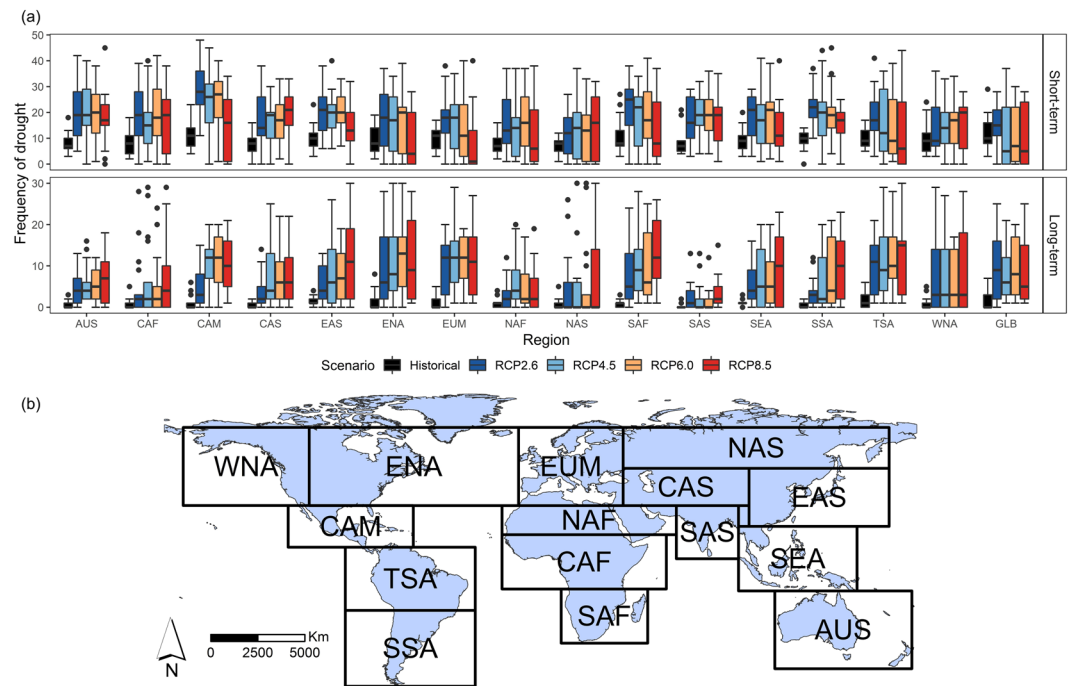 (a)
Frequency of drought
50
40
30
20
10
0
Short-term
30
20
10
0
Long-term
AUS CAF CAM CAS EAS ENA EUM NAF NAS SAF SAS SEA SSA TSA WNA GLB
Region
Scenario Historical RCP2.6 RCP4.5 RCP6.0 RCP8.5
(b)
WNA ENA EUM NAS
CAS EAS
CAM NAF SAS
TSA CAF SEA
SAF AUS
SSA
Km
0 2500 5000
N